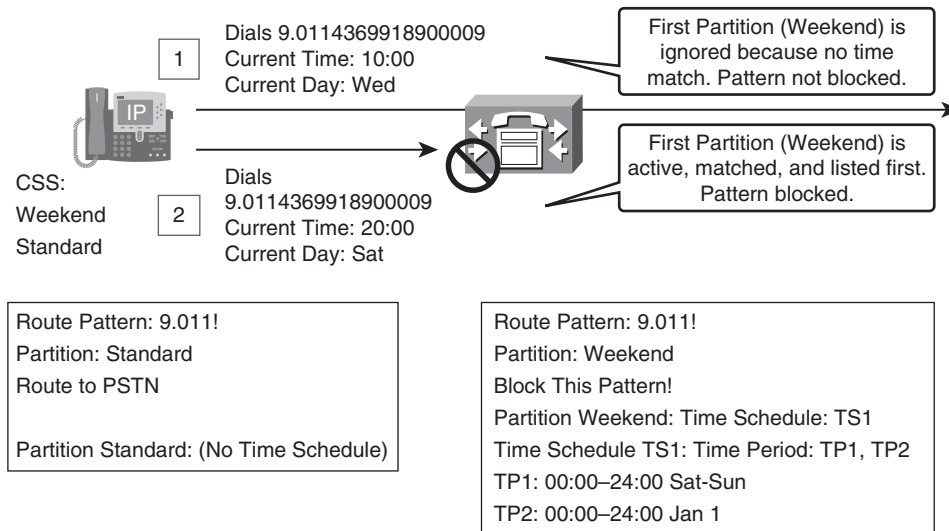 1
Dials 9.0114369918900009
Current Time: 10:00
Current Day: Wed
First Partition (Weekend) is
ignored because no time
match. Pattern not blocked.
IP
CSS:
Weekend
Standard
2
Dials
9.0114369918900009
Current Time: 20:00
Current Day: Sat
First Partition (Weekend) is
active, matched, and listed first.
Pattern blocked.
Route Pattern: 9.011!
Partition: Standard
Route to PSTN
Partition Standard: (No Time Schedule)
Route Pattern: 9.011!
Partition: Weekend
Block This Pattern!
Partition Weekend: Time Schedule: TS1
Time Schedule TS1: Time Period: TP1, TP2
TP1: 00:00–24:00 Sat-Sun
TP2: 00:00–24:00 Jan 1